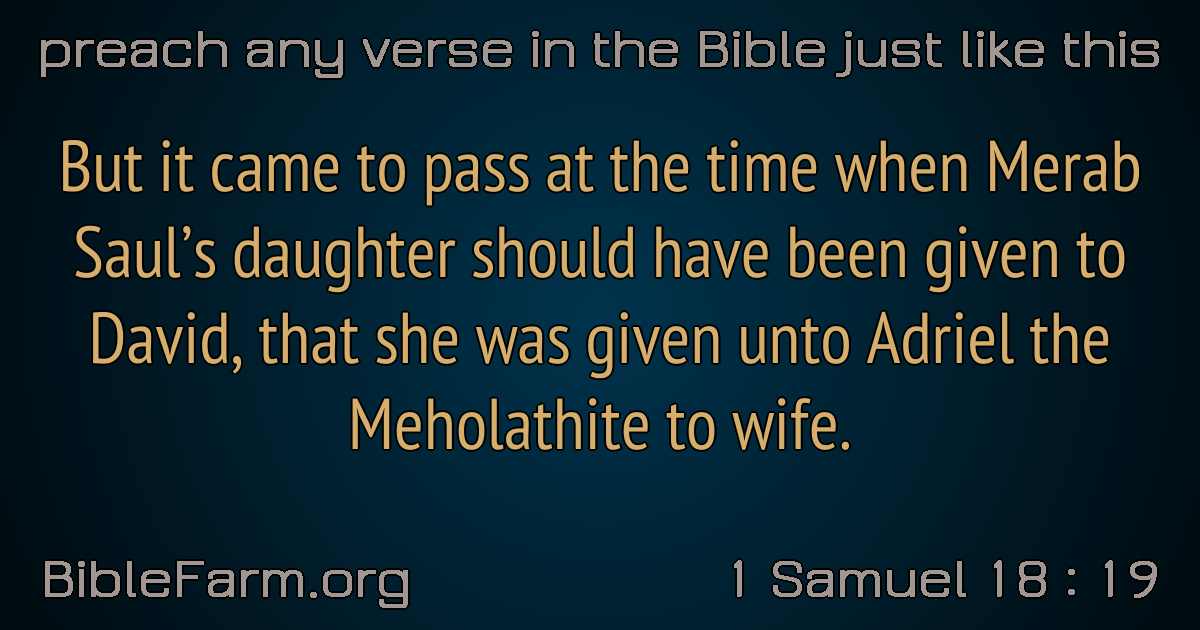 preach any verse in the Bible just like this
But it came to pass at the time when Merab
Saul’s daughter should have been given to
David, that she was given unto Adriel the
Meholathite to wife.
BibleFarm.org
1 Samuel 18 : 19